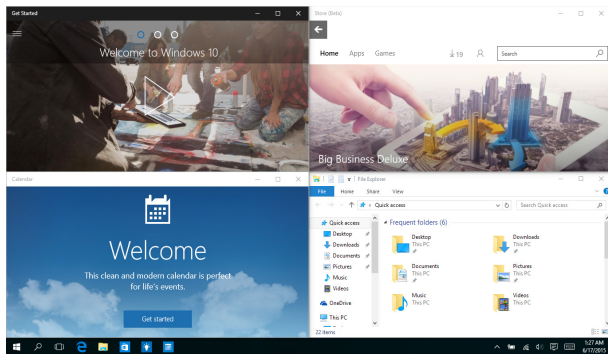 Get Started
Welcome to Windows 10
Store (Beta)
Home Apps Games 19 Search
Big Business Deluxe
Calendar
Welcome
This clean and modern calendar is perfect
for life's events.
Get started
File Explorer
File Home Share View
Quick access
Search Quick access
Quick access
Desktop
Downloads
Documents
Pictures
Music
Videos
OneDrive
This PC
Frequent folders (6)
Desktop
This PC
Downloads
This PC
Documents
This PC
Pictures
This PC
Music
This PC
Videos
This PC
22 items
1:27 AM
6/17/2015